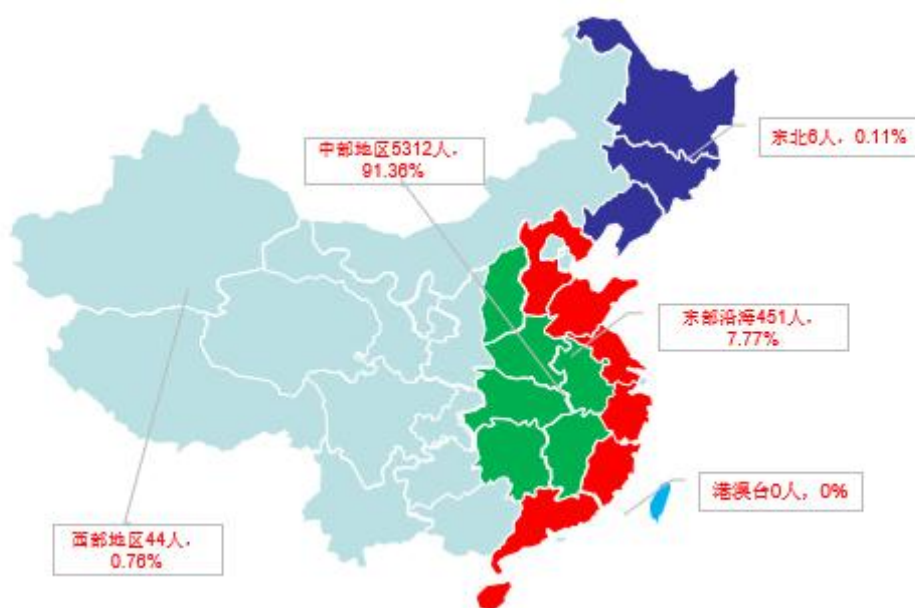 东北6人，0.11%
中部地区5312人，
91.36%
东部沿海451人，
7.77%
港澳台0人，0%
西部地区44人，
0.76%